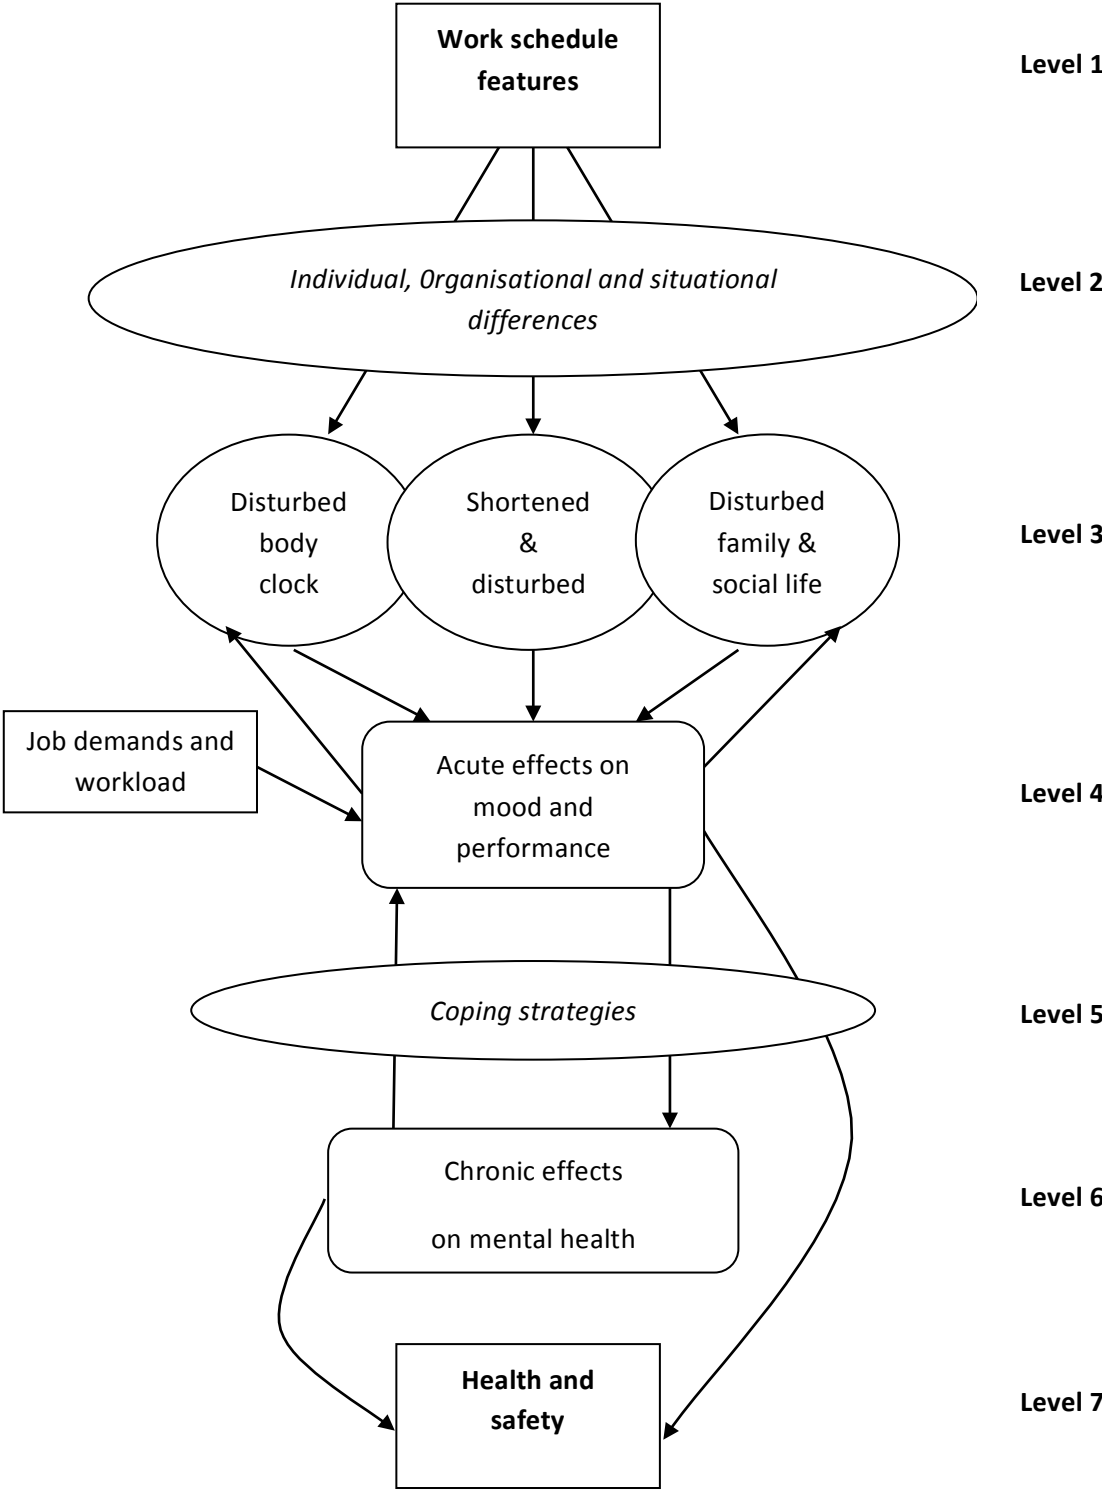 Work schedule
features
Level 1
Individual, 0rganisational and situational
differences
Level 2
Disturbed
body
clock
Shortened
&
disturbed
Disturbed
family &
social life
Level 3
Job demands and
workload
Acute effects on
mood and
performance
Level 4
Coping strategies
Level 5
Chronic effects
on mental health
Level 6
Health and
safety
Level 7